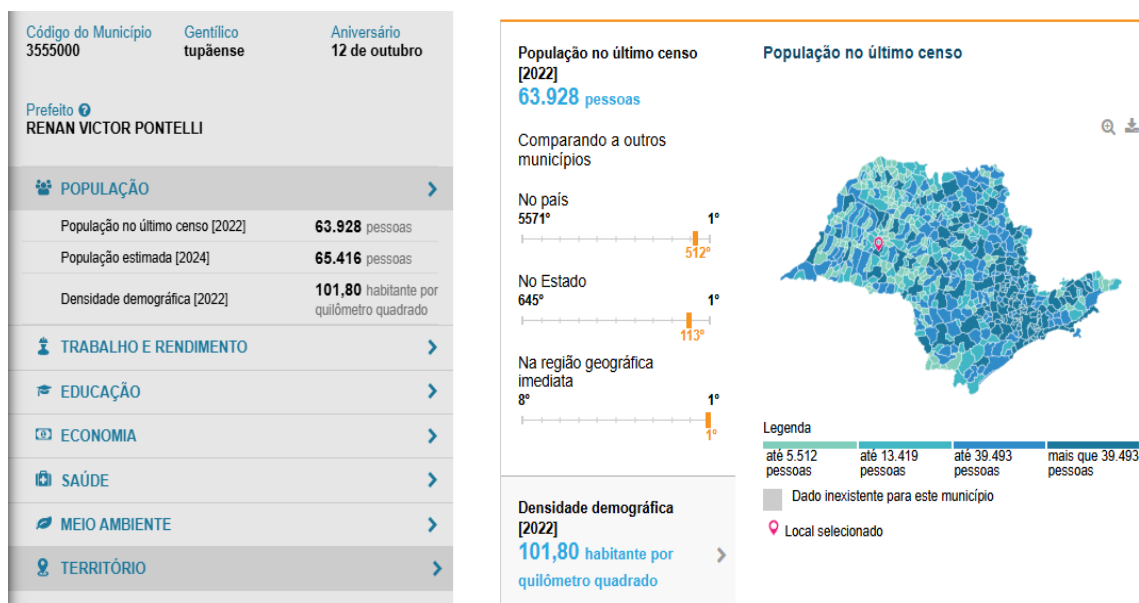 Código do Município Gentílico Aniversário
3555000 tupãense 12 de outubro
Prefeito
RENAN VICTOR PONTELLI
POPULAÇÃO
População no último censo [2022] 63.928 pessoas
População estimada [2024] 65.416 pessoas
Densidade demográfica [2022] 101,80 habitante por
quilômetro quadrado
TRABALHO E RENDIMENTO
EDUCAÇÃO
ECONOMIA
SAÚDE
MEIO AMBIENTE
TERRITÓRIO
População no último censo
[2022]
63.928 pessoas
Comparando a outros
municípios
No país
5571º 1º
512º
No Estado
645º 1º
113º
Na região geográfica
imediata
8º 1º
1º
Densidade demográfica
[2022]
101,80 habitante por
quilômetro quadrado
População no último censo
Legenda
até 5.512 até 13.419 até 39.493 mais que 39.493
pessoas pessoas pessoas pessoas
Dado inexistente para este município
Local selecionado